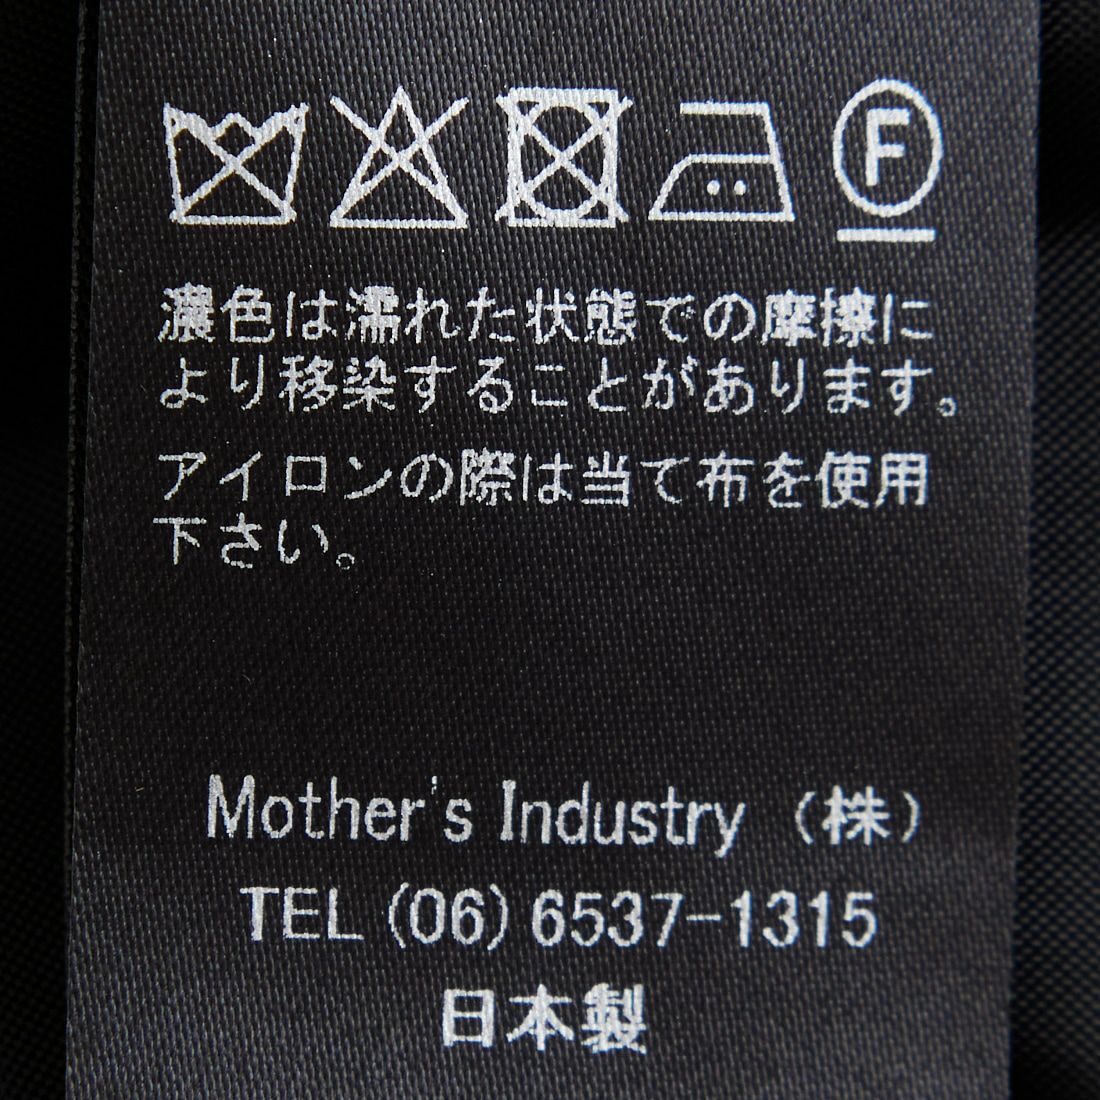 F
濃色は濡れた状態での摩擦に
より移染することがあります。
アイロンの際は当て布を使用
下さい。
Mother's Industry （株）
TEL (06) 6537-1315
日本製